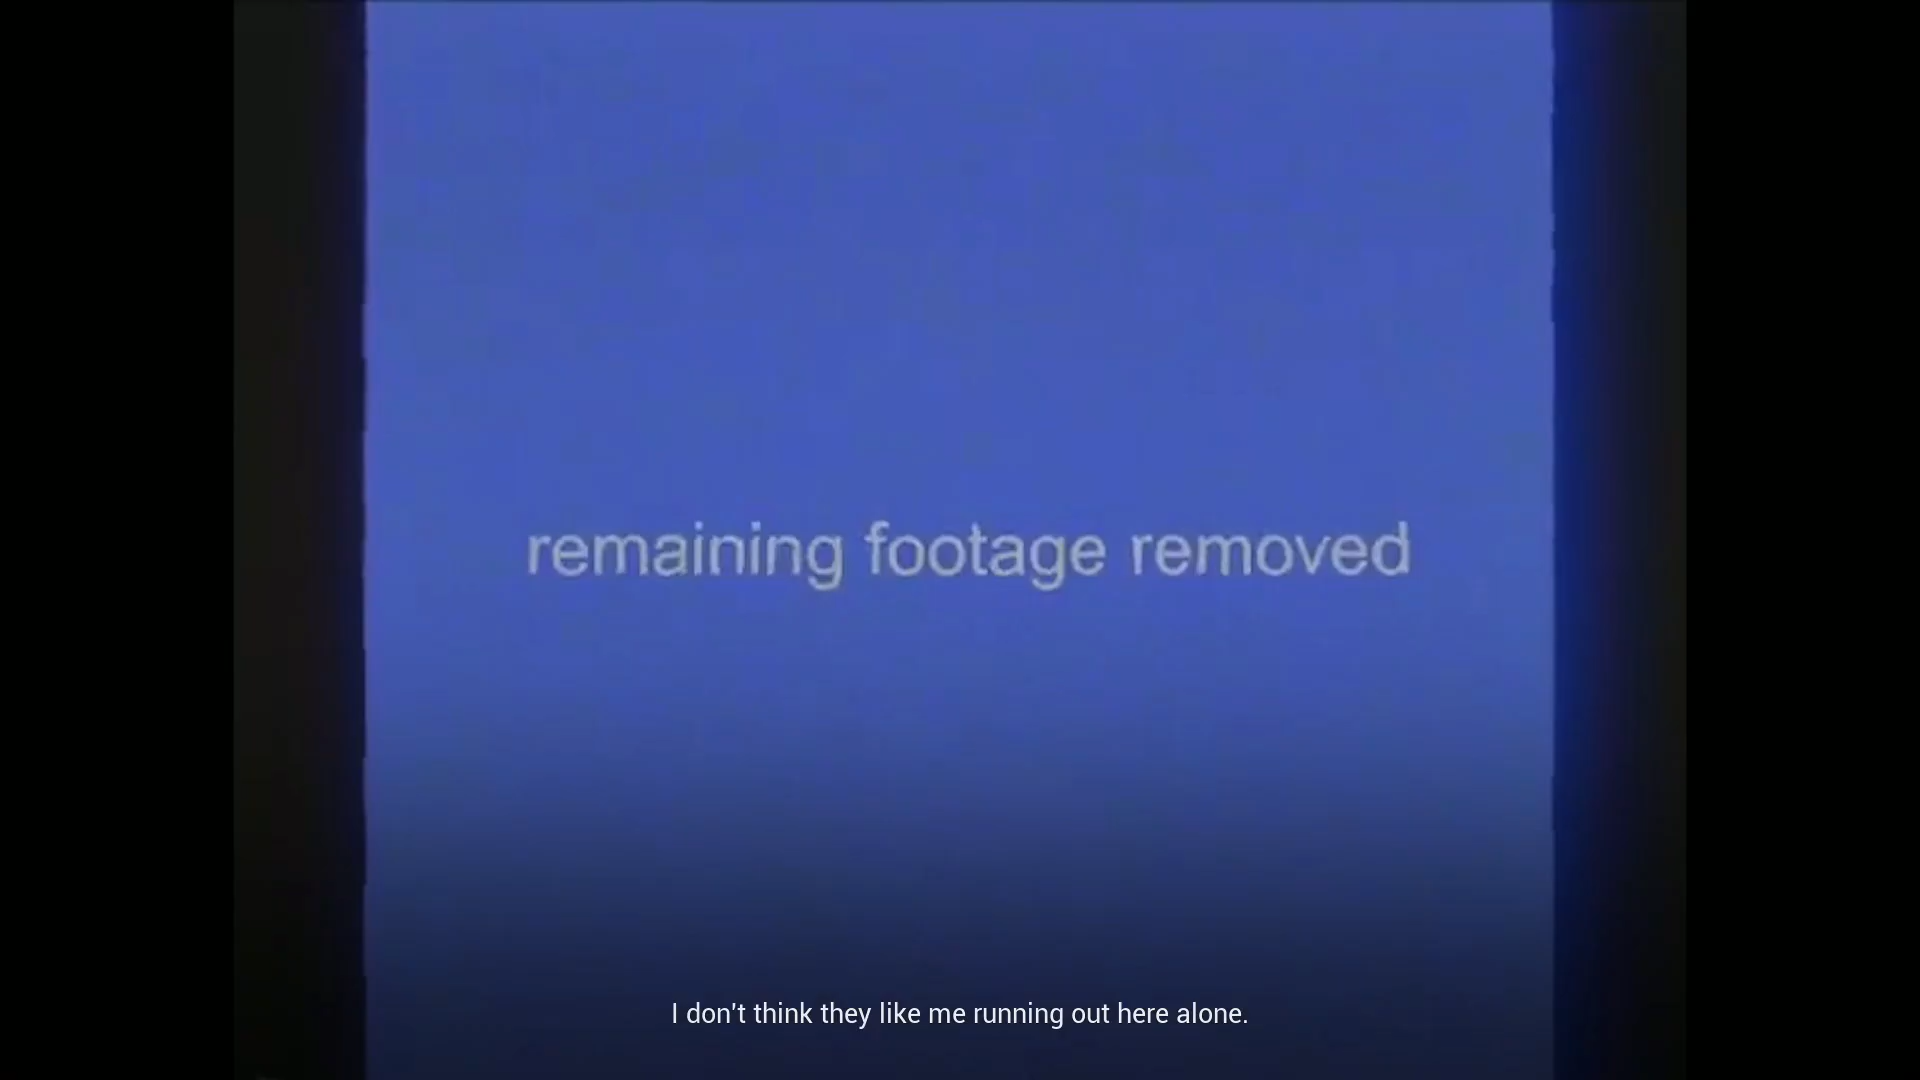 remaining footage removed
I don't think they like me running out here alone.